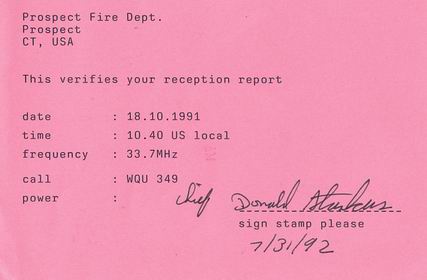 Prospect Fire Dept.
Prospect
CT, USA
This verifies your reception report
date : 18.10.1991
time : 10.40 US local
frequency : 33.7MHz
call : WQU 349
power :
Chief Donald
sign stamp please
7/31/92